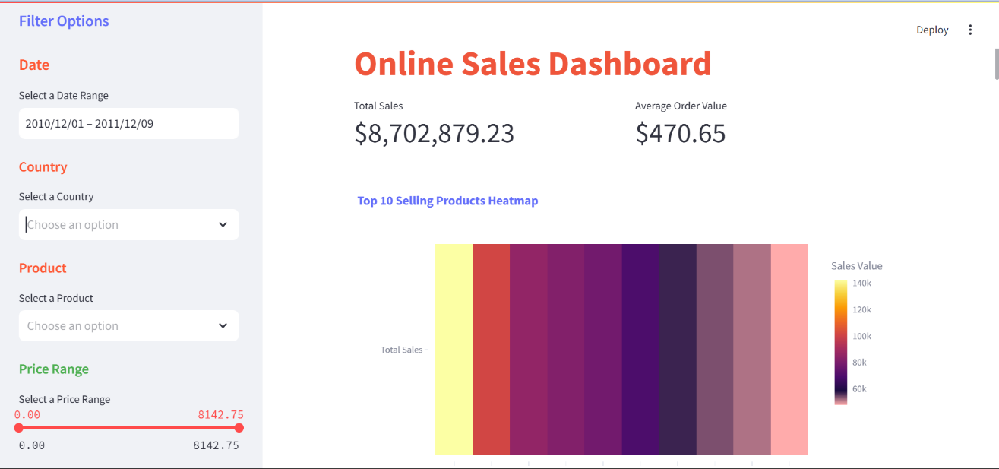 Filter Options
Date
Select a Date Range
2010/12/01 – 2011/12/09
Country
Select a Country
Choose an option
Product
Select a Product
Choose an option
Price Range
Select a Price Range
0.00 8142.75
0.00 8142.75
Deploy
Online Sales Dashboard
Total Sales Average Order Value
$8,702,879.23 $470.65
Top 10 Selling Products Heatmap
Total Sales
Sales Value
140k
120k
100k
80k
60k